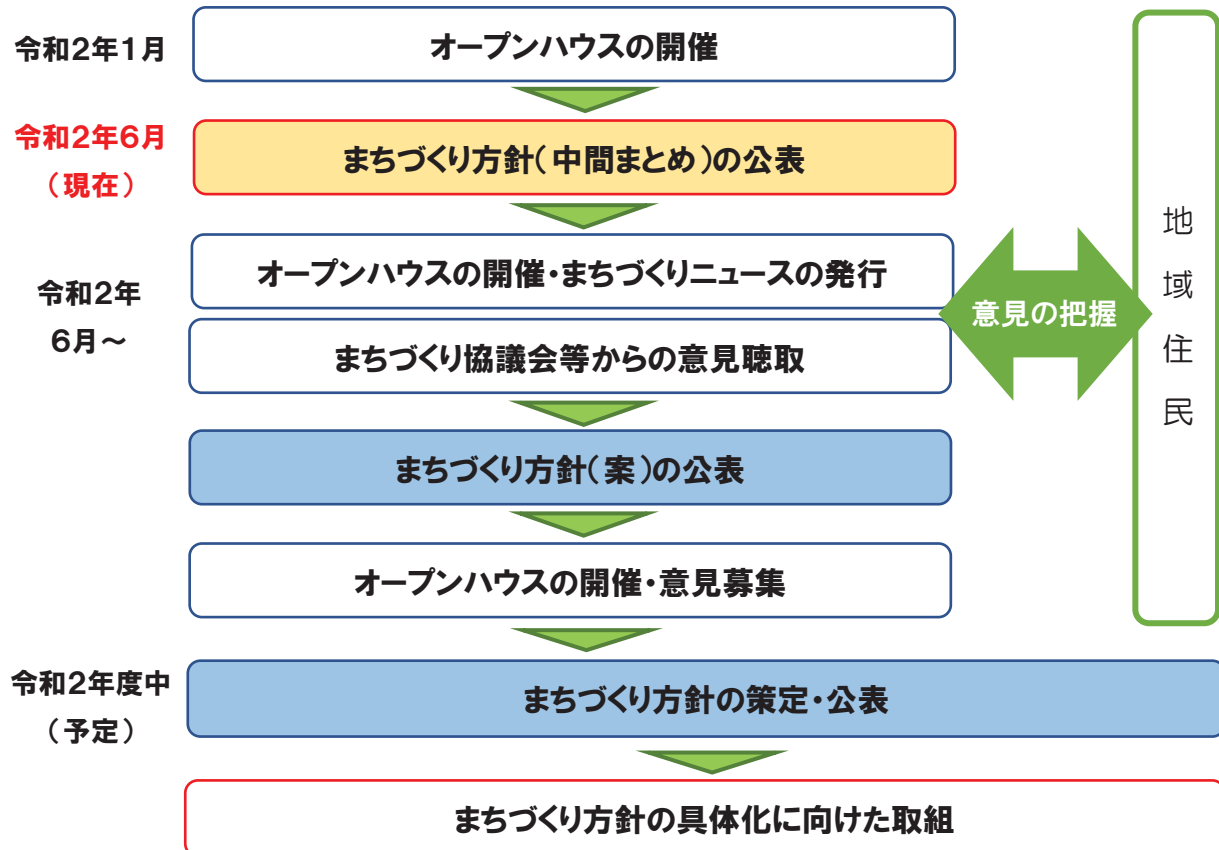 令和2年1月
オープンハウスの開催
令和2年6月
（現在）
まちづくり方針（中間まとめ）の公表
令和2年
6月～
オープンハウスの開催・まちづくりニュースの発行
まちづくり協議会等からの意見聴取
意見の把握
地域住民
まちづくり方針（案）の公表
オープンハウスの開催・意見募集
令和2年度中
（予定）
まちづくり方針の策定・公表
まちづくり方針の具体化に向けた取組